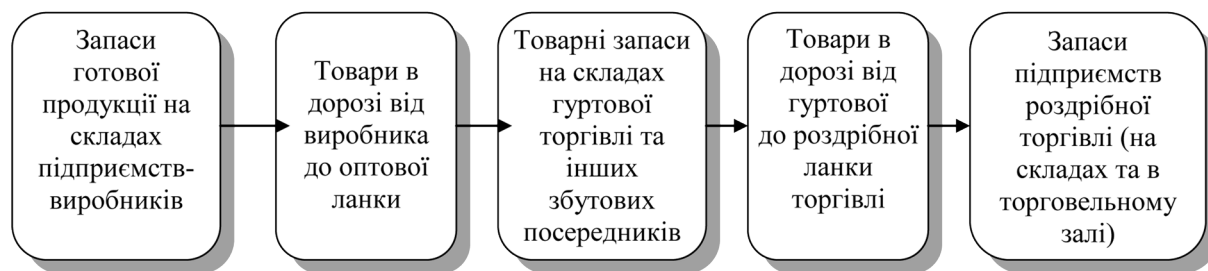 Запаси
готової
продукції на
складах
підприємств-
виробників
Товари в
дорозі від
виробника
до оптової
ланки
Товарні запаси
на складах
гуртової
торгівлі та
інших
збутових
посередників
Товари в
дорозі від
гуртової
до роздрібної
ланки
торгівлі
Запаси
підприємств
роздрібної
торгівлі (на
складах та в
торговельному
залі)